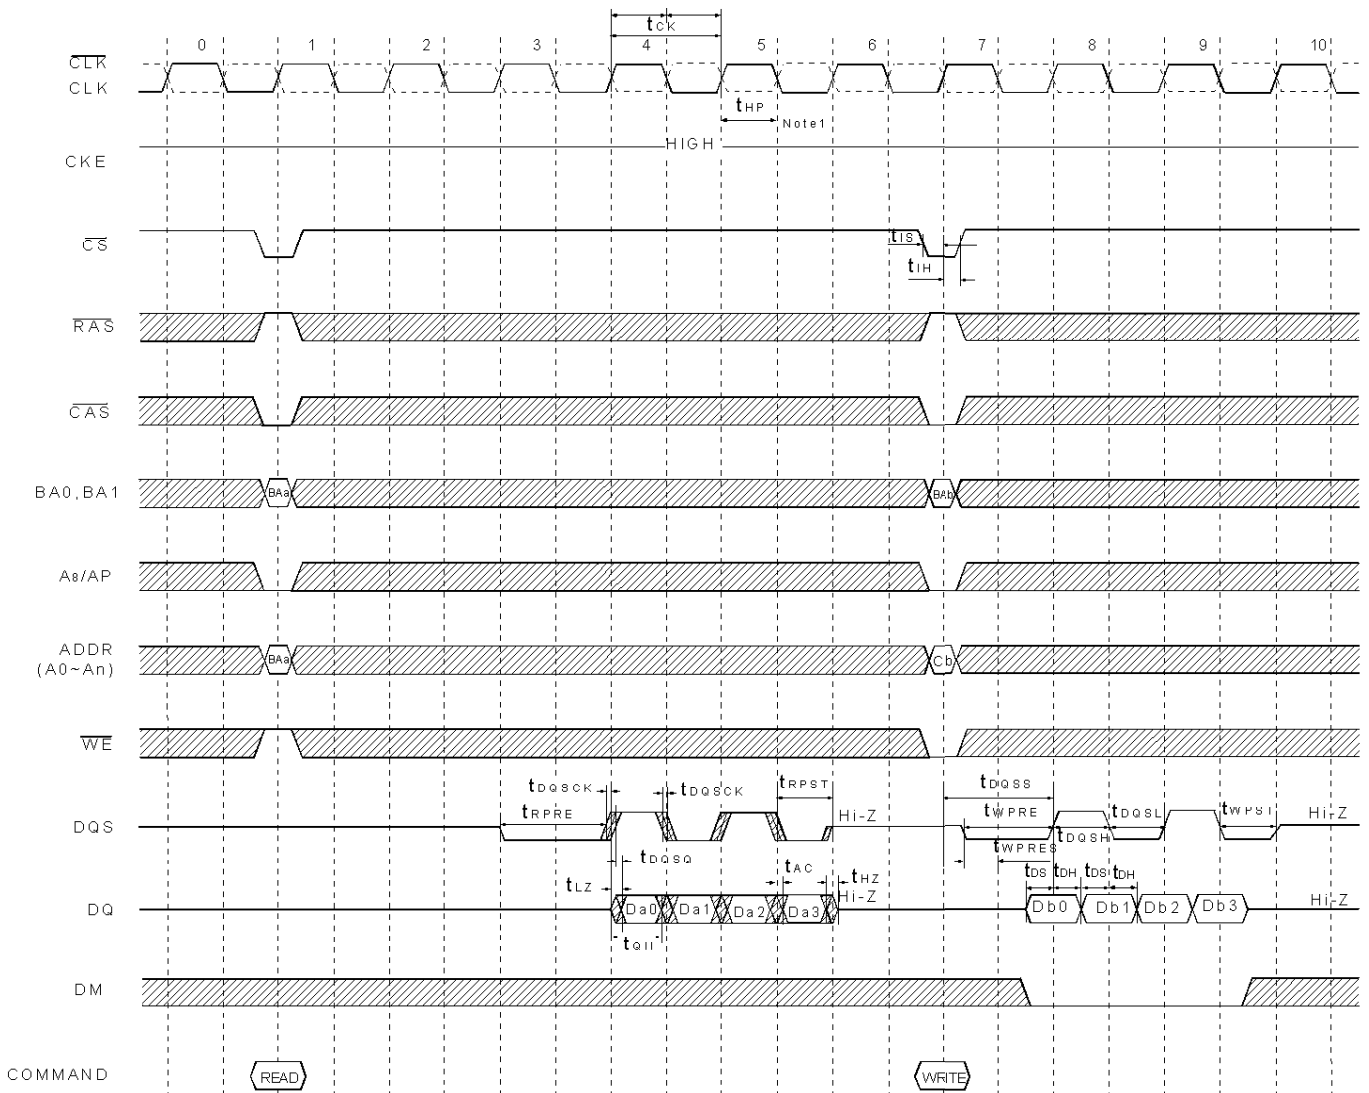 tCK
0 1 2 3 4 5 6 7 8 9 10
CLK
CLK
tHP
Note1
HIGH
CKE
CS
tIS
tIH
RAS
CAS
BA0,BA1
BAa
BAb
A8/AP
ADDR
(A0~An)
BAa
Cb
WE
tDQSCK
tDQSCK
tRPST
tDQSS
tRPRE
tWPRE
tDQSL
tWPST
DQS
Hi-Z
Hi-Z
tDQSH
tWPRES
tDQSQ
tAC
tHZ
tLZ
tDS
tDH
tDS
tDH
DQ
Da0
Da1
Da2
Da3
Hi-Z
Db0
Db1
Db2
Db3
Hi-Z
DM
COMMAND
READ
WRITE